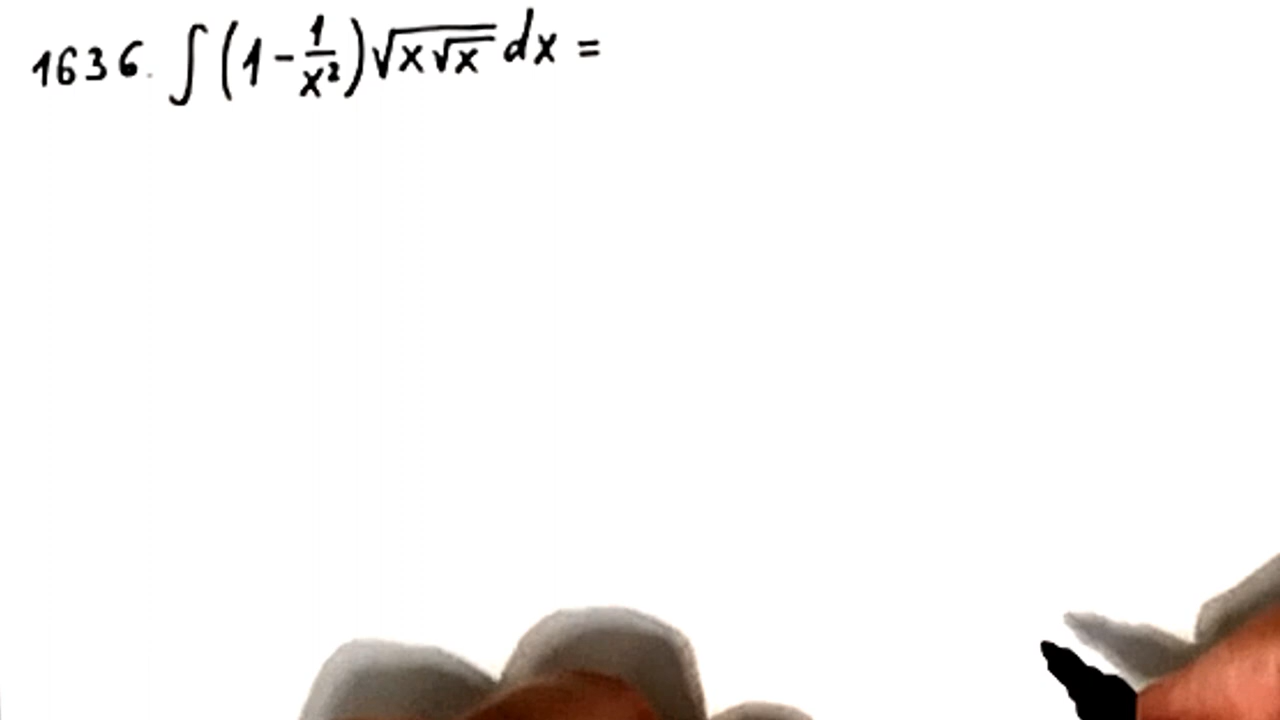 1636. ∫(1-1/x²)√(x√x) dx =